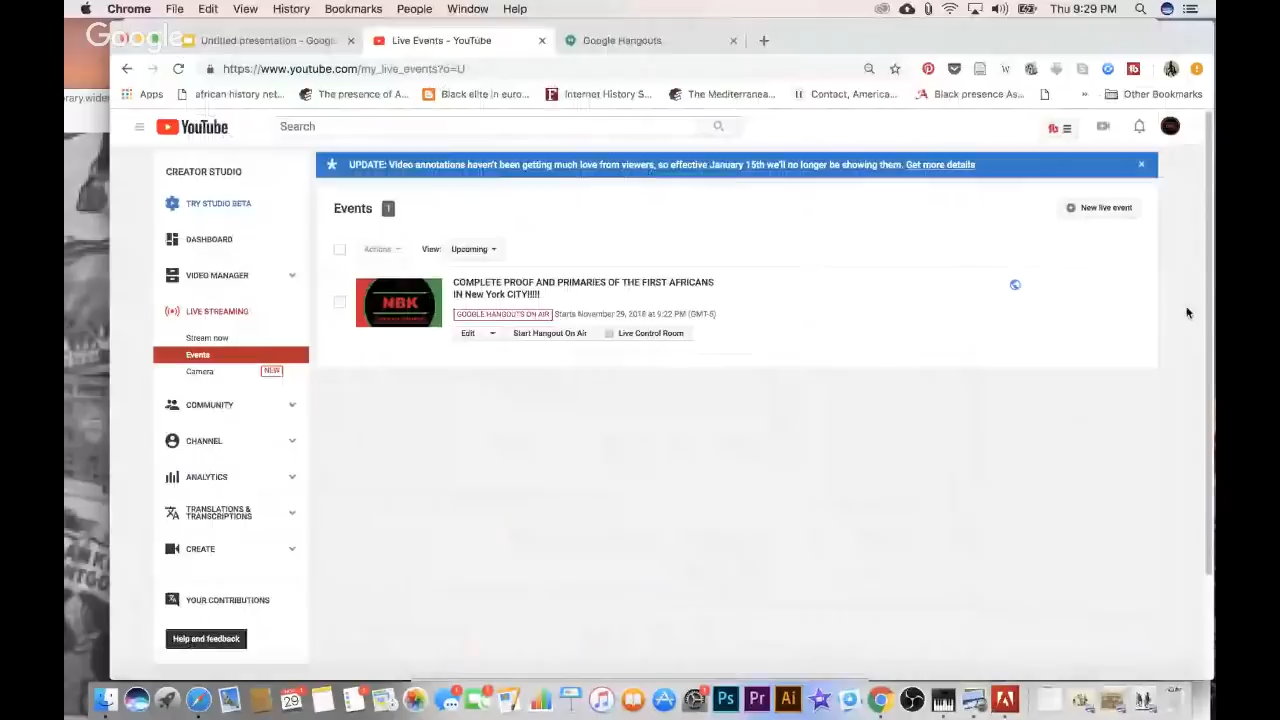 Chrome File Edit View History Bookmarks People Window Help Thu 9:29 PM
Google
Untitled presentation - Goog Live Events - YouTube Google Hangouts
https://www.youtube.com/my_live_events?o=U
Apps african history net... The presence of A... Black elite in euro... Internet History S... The Mediterranea... Contact, America... Black presence As... » Other Bookmarks
YouTube Search
CREATOR STUDIO
UPDATE: Video annotations haven't been getting much love from viewers, so effective January 15th we'll no longer be showing them. Get more details
TRY STUDIO BETA
Events 1 New live event
DASHBOARD
Actions View: Upcoming
VIDEO MANAGER
COMPLETE PROOF AND PRIMARIES OF THE FIRST AFRICANS
IN New York CITY!!!!!
NBK
LIVE STREAMING
GOOGLE HANGOUTS ON AIR Starts November 29, 2018 at 9:22 PM (GMT-5)
Edit Start Hangout On Air Live Control Room
Stream now
Events
Camera NEW
COMMUNITY
CHANNEL
ANALYTICS
TRANSLATIONS &
TRANSCRIPTIONS
CREATE
YOUR CONTRIBUTIONS
Help and feedback
29 Ps Pr Ai